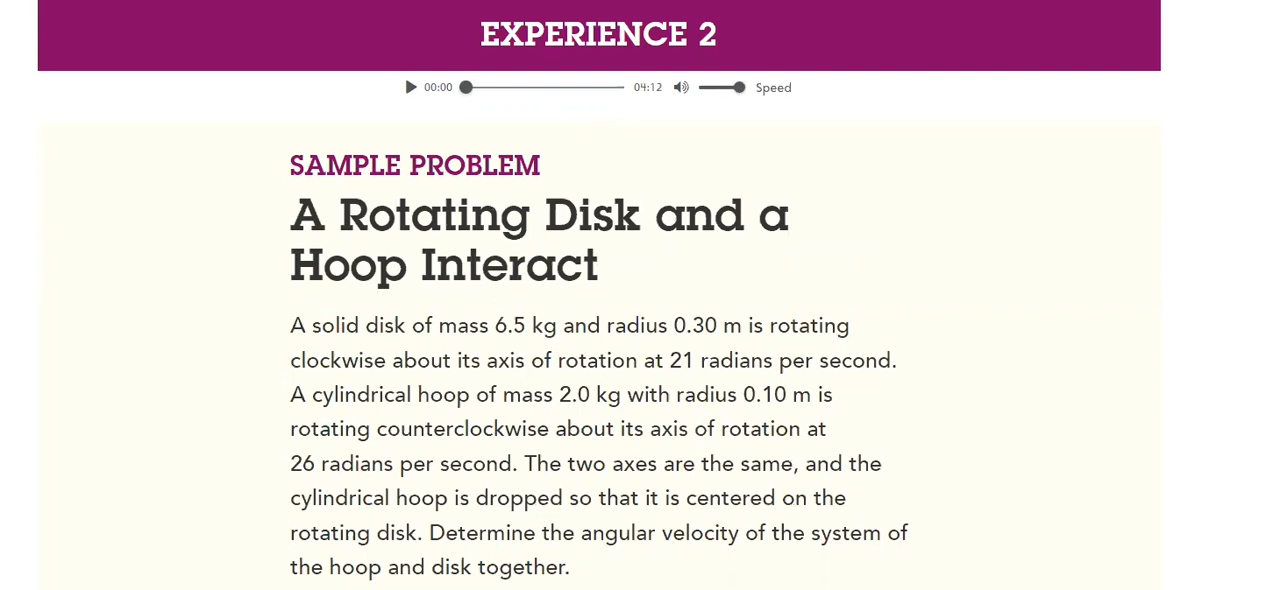 EXPERIENCE 2
00:00 04:12 Speed
SAMPLE PROBLEM
A Rotating Disk and a
Hoop Interact
A solid disk of mass 6.5 kg and radius 0.30 m is rotating
clockwise about its axis of rotation at 21 radians per second.
A cylindrical hoop of mass 2.0 kg with radius 0.10 m is
rotating counterclockwise about its axis of rotation at
26 radians per second. The two axes are the same, and the
cylindrical hoop is dropped so that it is centered on the
rotating disk. Determine the angular velocity of the system of
the hoop and disk together.